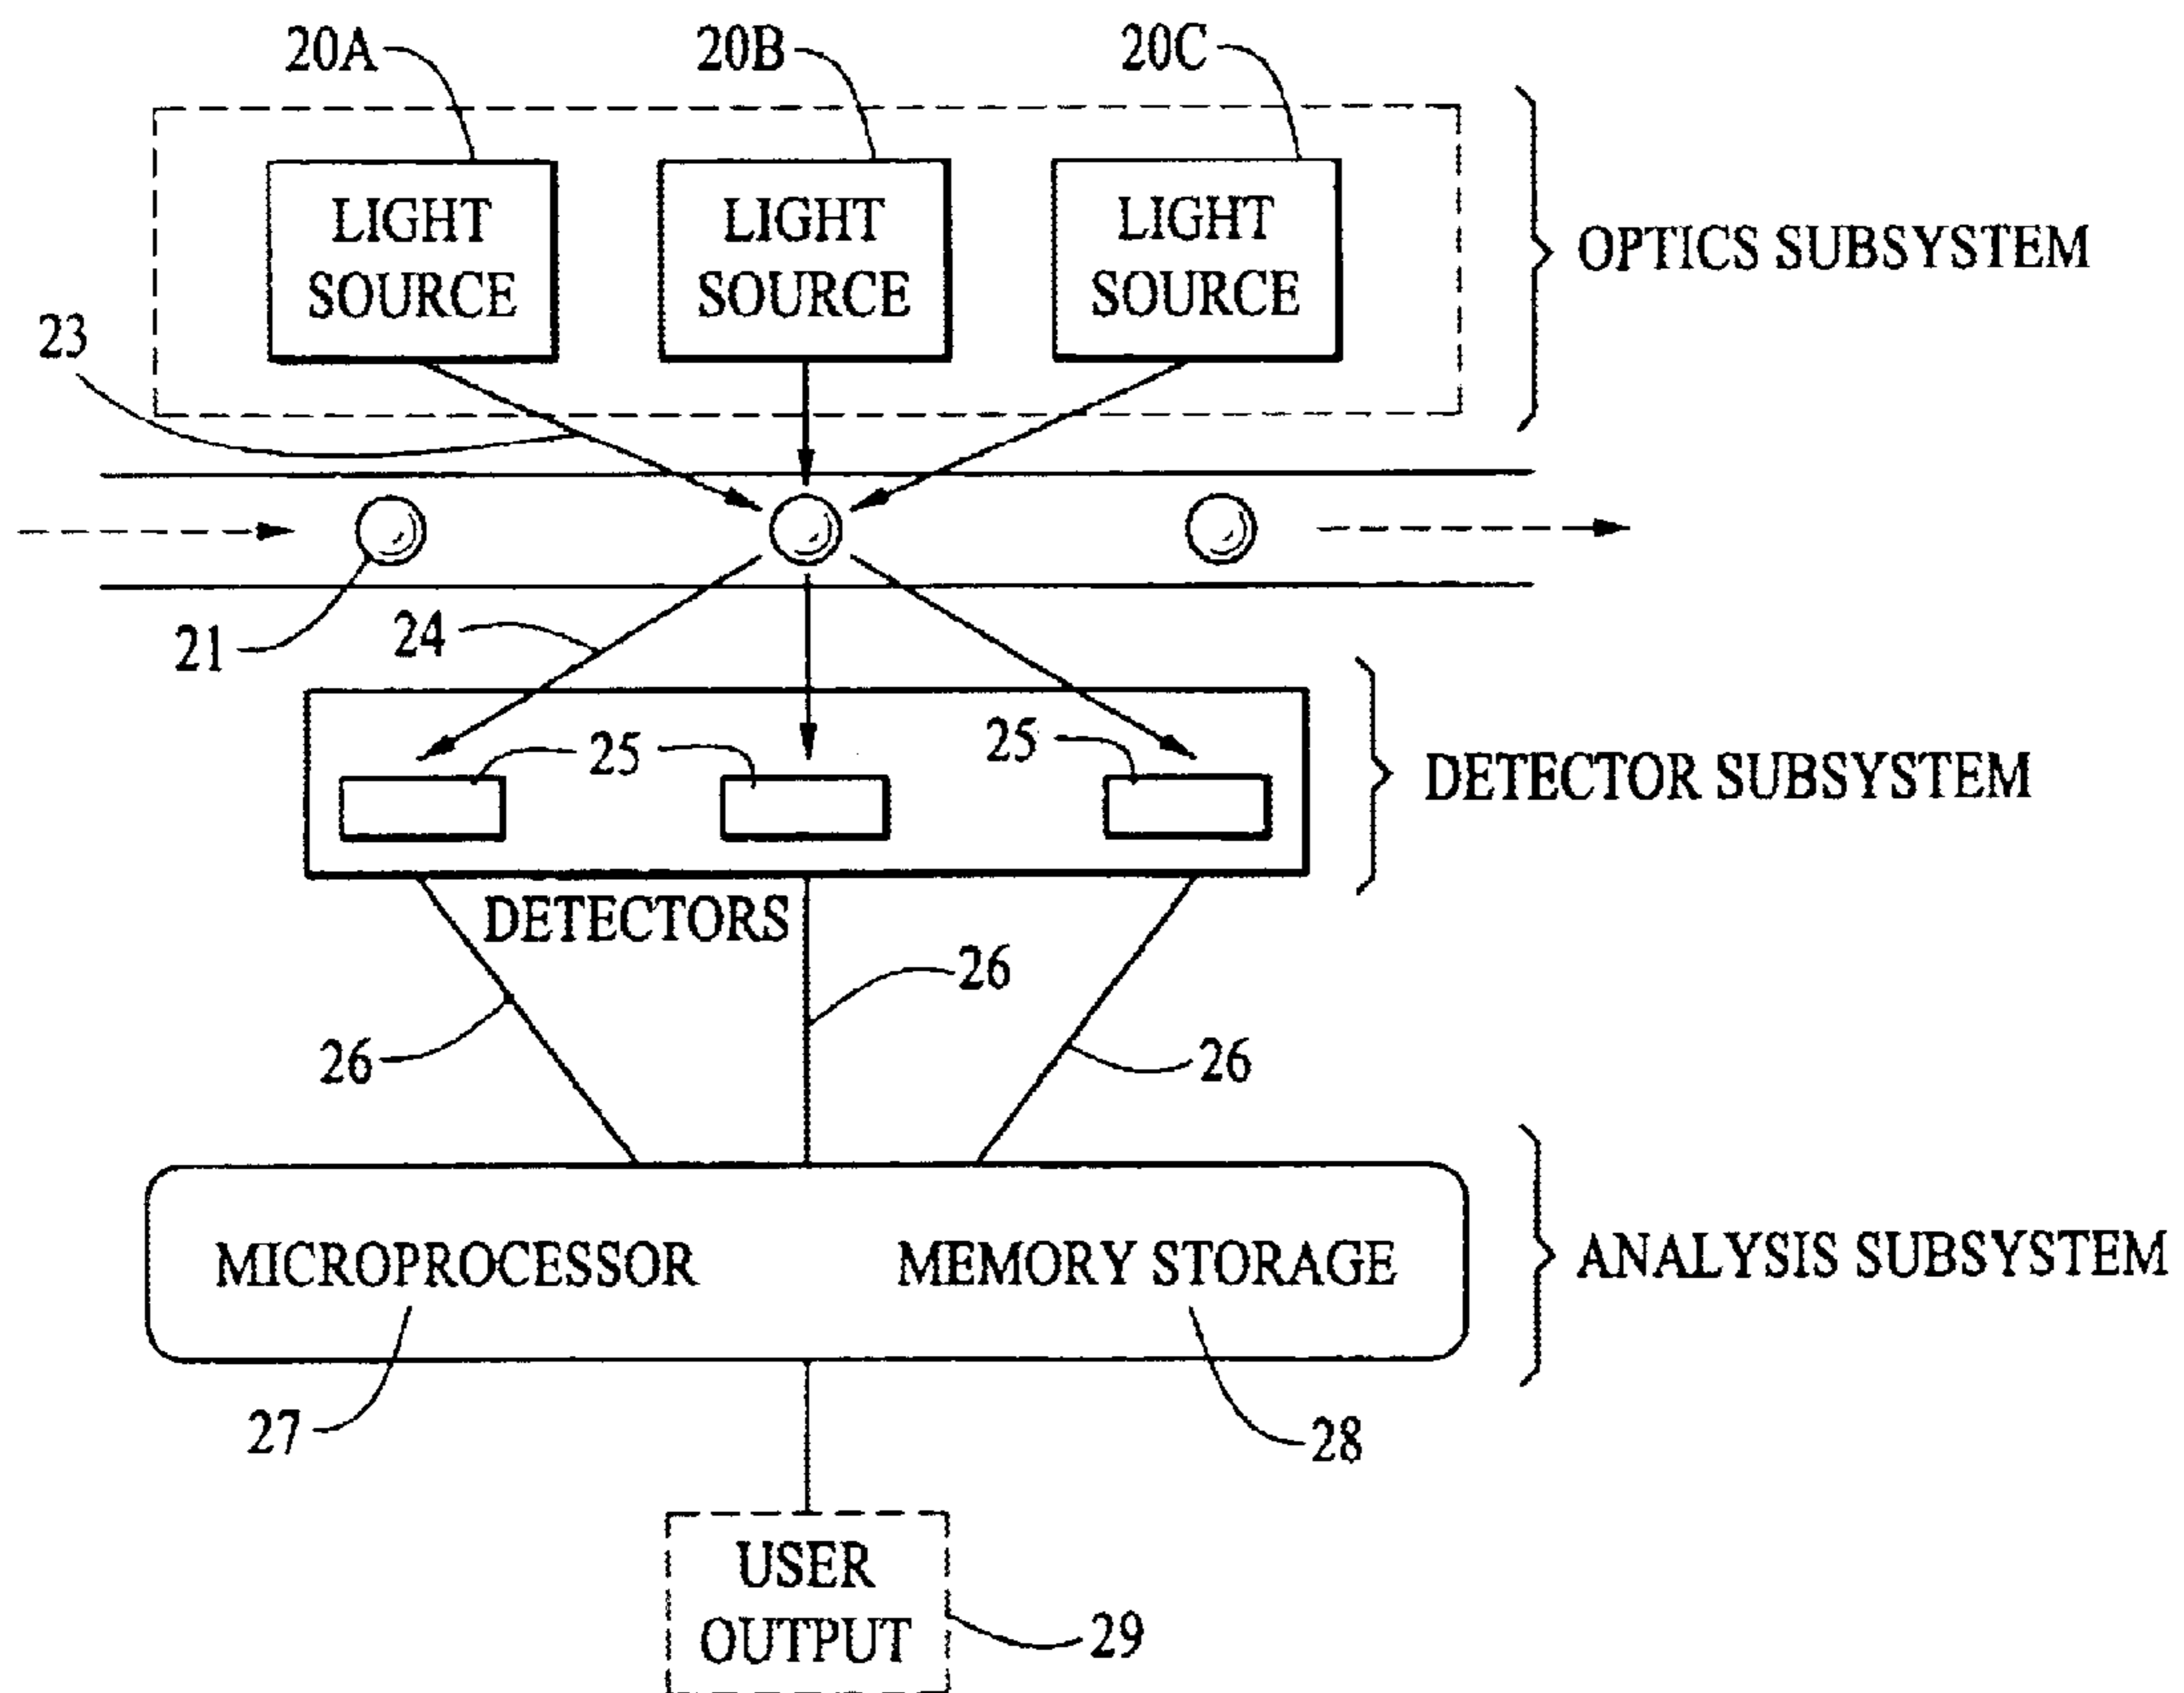 20A
20B
20C
LIGHT
SOURCE
LIGHT
SOURCE
LIGHT
SOURCE
OPTICS SUBSYSTEM
23
21
24
25
25
DETECTOR SUBSYSTEM
DETECTORS
26
26
26
MICROPROCESSOR
MEMORY STORAGE
ANALYSIS SUBSYSTEM
27
28
USER
OUTPUT
29